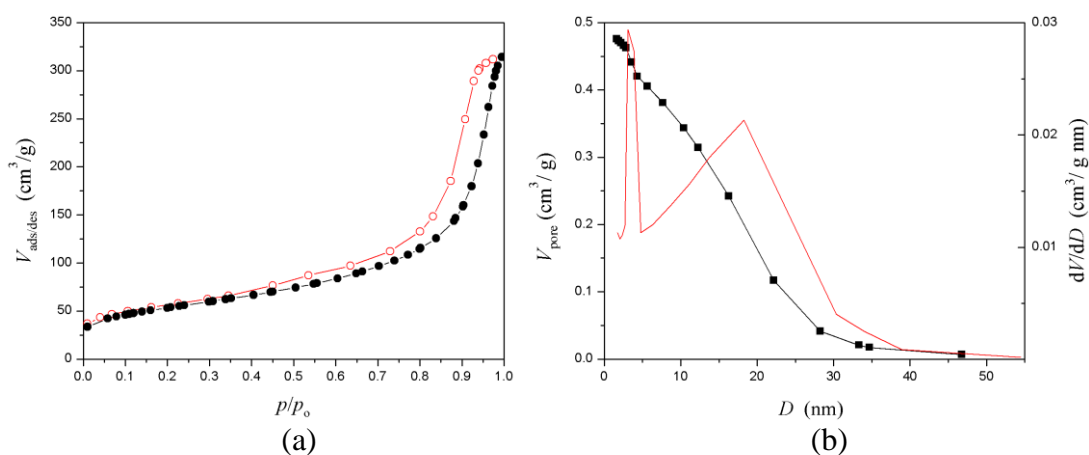 350
300
250
200
150
100
50
0
V_ads/des (cm³/g)
0.0 0.1 0.2 0.3 0.4 0.5 0.6 0.7 0.8 0.9 1.0
p/p_o
(a)
0.5
0.4
0.3
0.2
0.1
0.0
V_pore (cm³/ g)
0 10 20 30 40 50
D (nm)
0.03
0.02
0.01
dV/dD (cm³/ g nm)
(b)